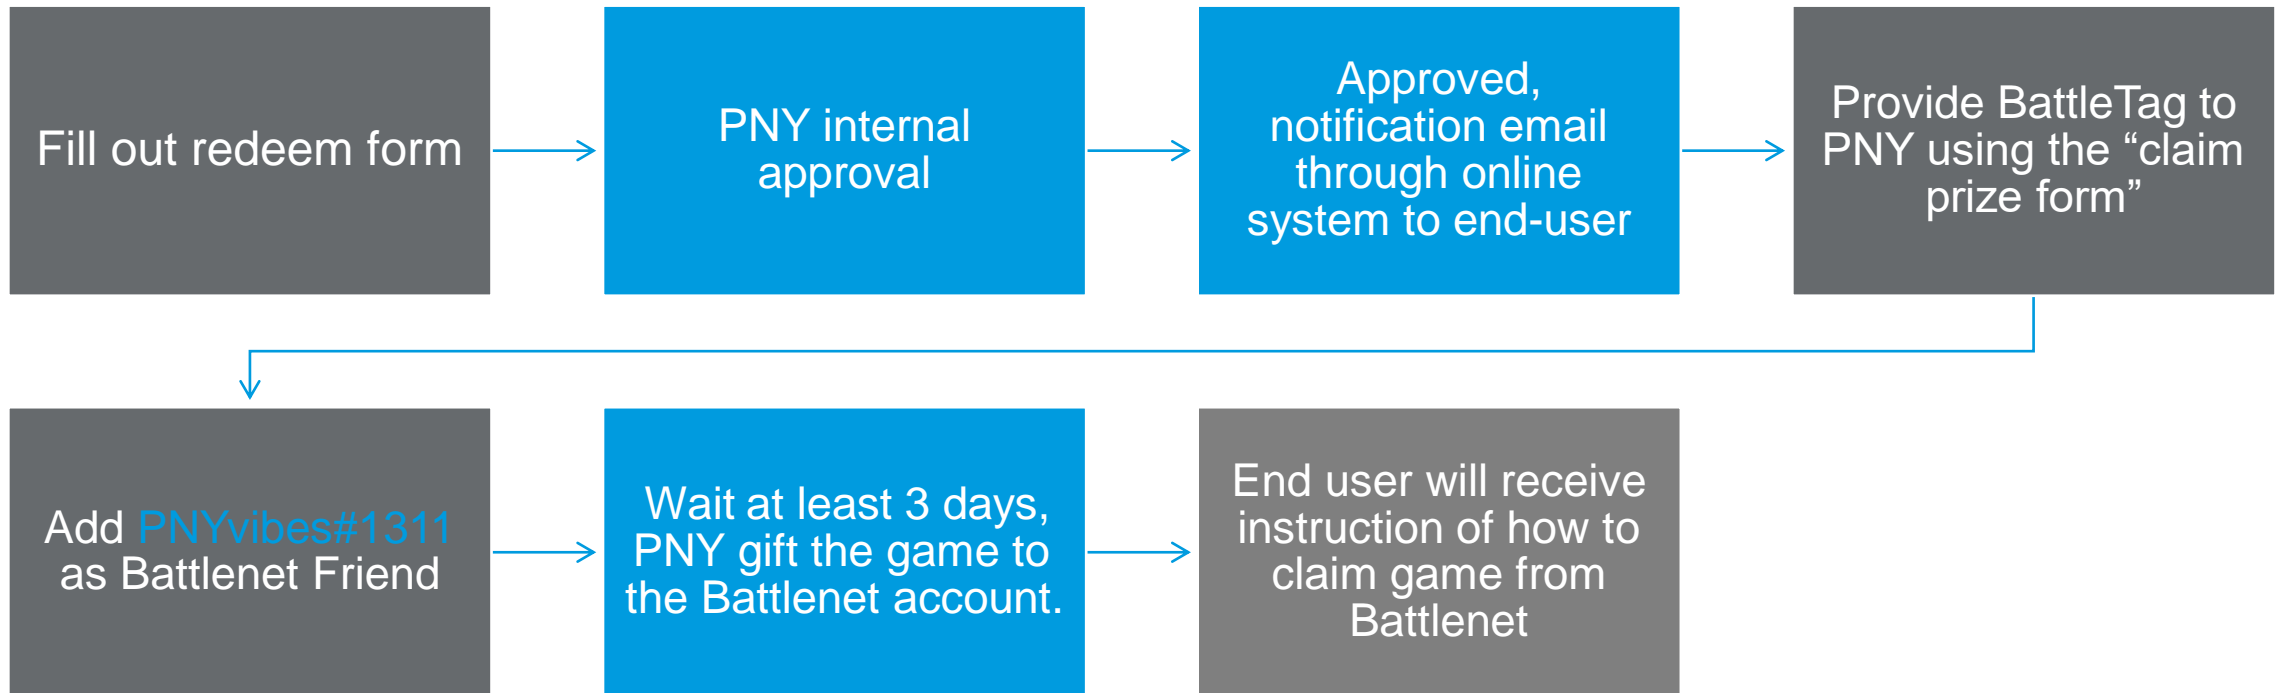 Fill out redeem form
PNY internal
approval
Approved,
notification email
through online
system to end-user
Provide BattleTag to
PNY using the “claim
prize form”
Add PNYvibes#1311
as Battlenet Friend
Wait at least 3 days,
PNY gift the game to
the Battlenet account.
End user will receive
instruction of how to
claim game from
Battlenet